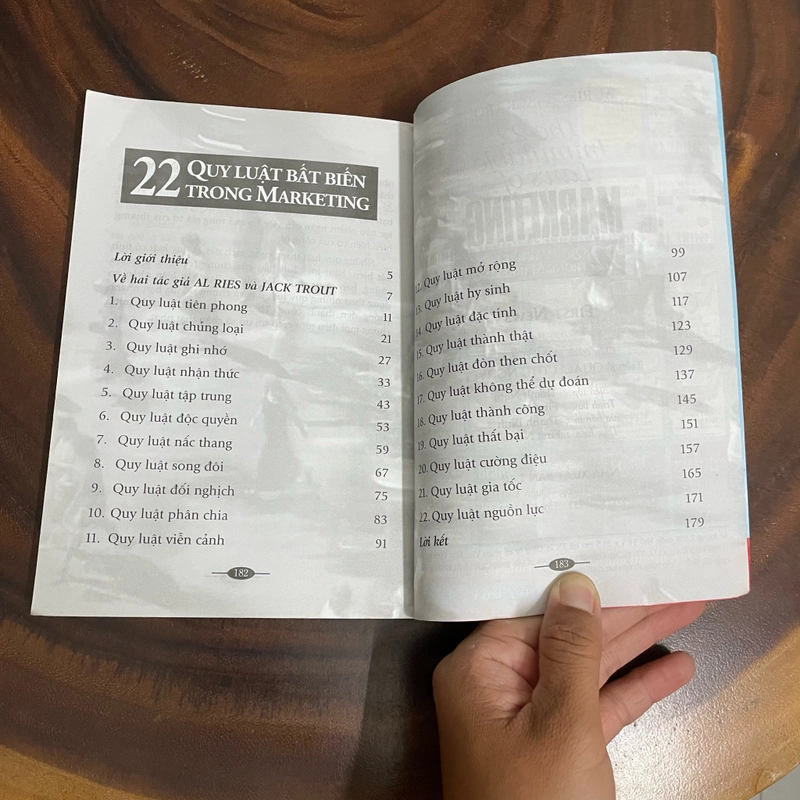 22 QUY LUẬT BẤT BIẾN
TRONG MARKETING
Lời giới thiệu 5
Về hai tác giả AL RIES và JACK TROUT 7
1. Quy luật tiên phong 11
2. Quy luật chủng loại 21
3. Quy luật ghi nhớ 27
4. Quy luật nhận thức 33
5. Quy luật tập trung 43
6. Quy luật độc quyền 53
7. Quy luật nấc thang 59
8. Quy luật song đôi 67
9. Quy luật đối nghịch 75
10. Quy luật phân chia 83
11. Quy luật viễn cảnh 91
182
12. Quy luật mở rộng 99
13. Quy luật hy sinh 107
14. Quy luật đặc tính 117
15. Quy luật thành thật 123
16. Quy luật đòn then chốt 129
17. Quy luật không thể dự đoán 137
18. Quy luật thành công 145
19. Quy luật thất bại 151
20. Quy luật cường điệu 157
21. Quy luật gia tốc 165
22. Quy luật nguồn lực 171
Lời kết 179
183